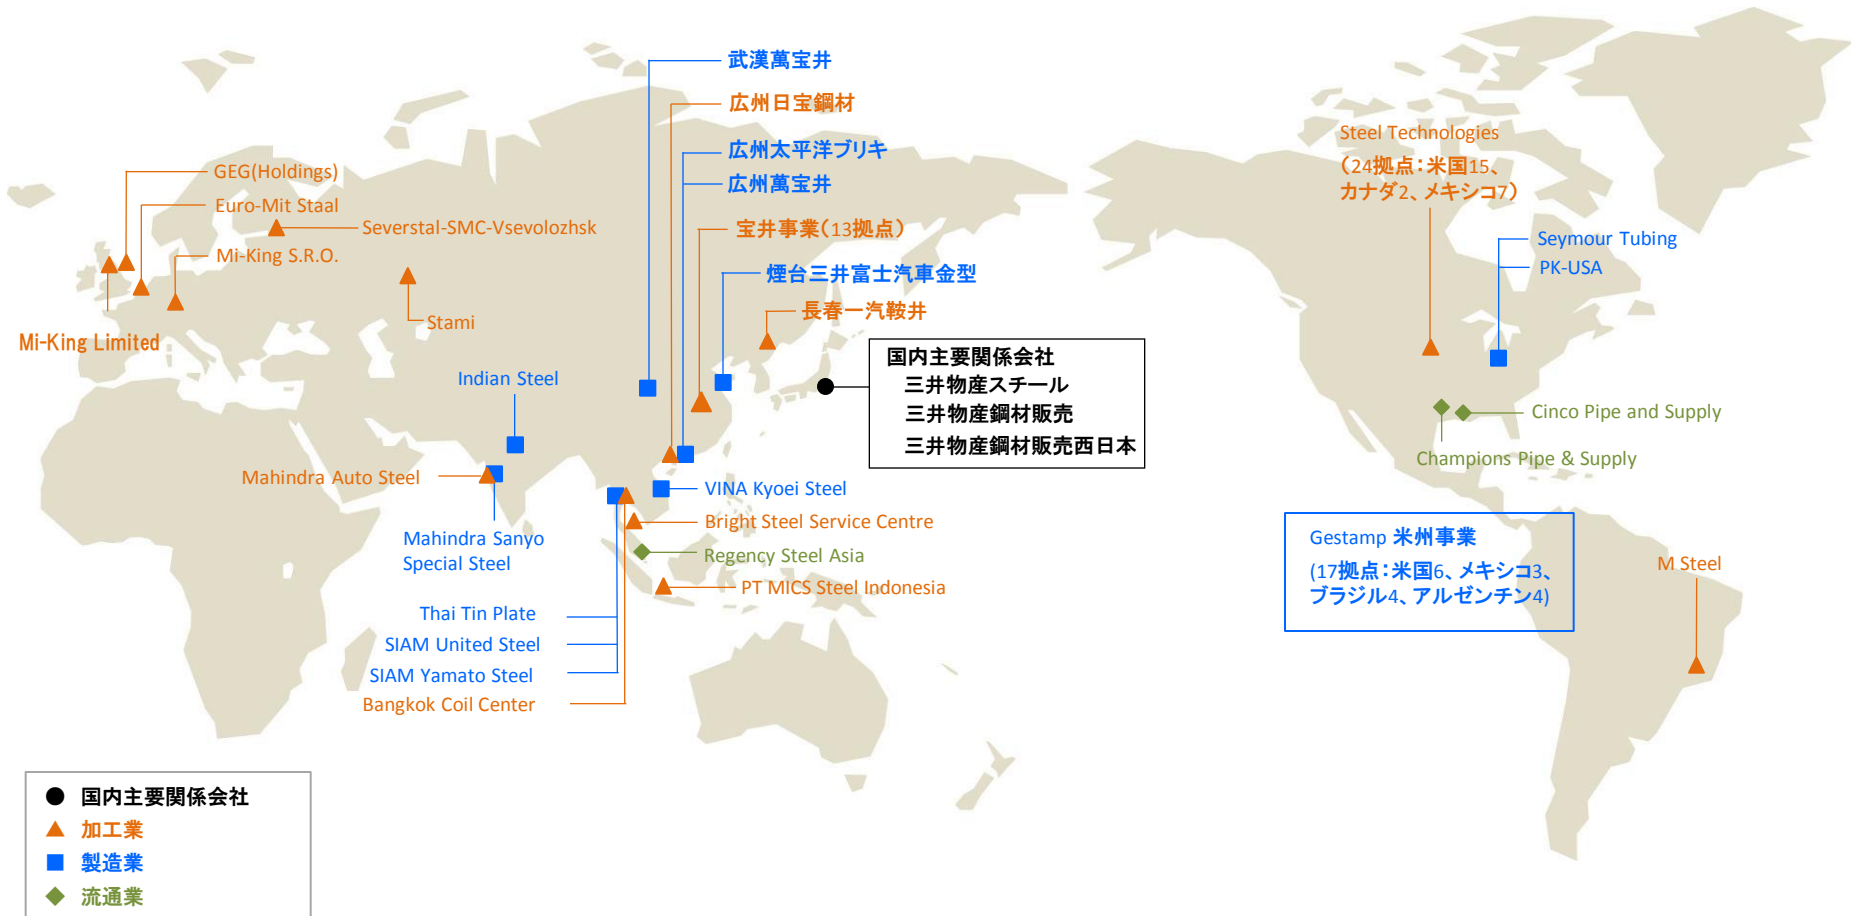 武漢萬宝井
広州日宝鋼材
広州太平洋ブリキ
広州萬宝井
宝井事業(13拠点)
煙台三井富士汽車金型
長春一汽鞍井
GEG(Holdings)
Euro-Mit Staal
Severstal-SMC-Vsevolozhsk
Mi-King S.R.O.
Stami
Mi-King Limited
国内主要関係会社
三井物産スチール
三井物産鋼材販売
三井物産鋼材販売西日本
Indian Steel
Mahindra Auto Steel
Mahindra Sanyo
Special Steel
VINA Kyoei Steel
Bright Steel Service Centre
Regency Steel Asia
PT MICS Steel Indonesia
Thai Tin Plate
SIAM United Steel
SIAM Yamato Steel
Bangkok Coil Center
Steel Technologies
(24拠点:米国15、
カナダ2、メキシコ7)
Seymour Tubing
PK-USA
Cinco Pipe and Supply
Champions Pipe & Supply
Gestamp 米州事業
(17拠点:米国6、メキシコ3、
ブラジル4、アルゼンチン4)
M Steel
国内主要関係会社
加工業
製造業
流通業